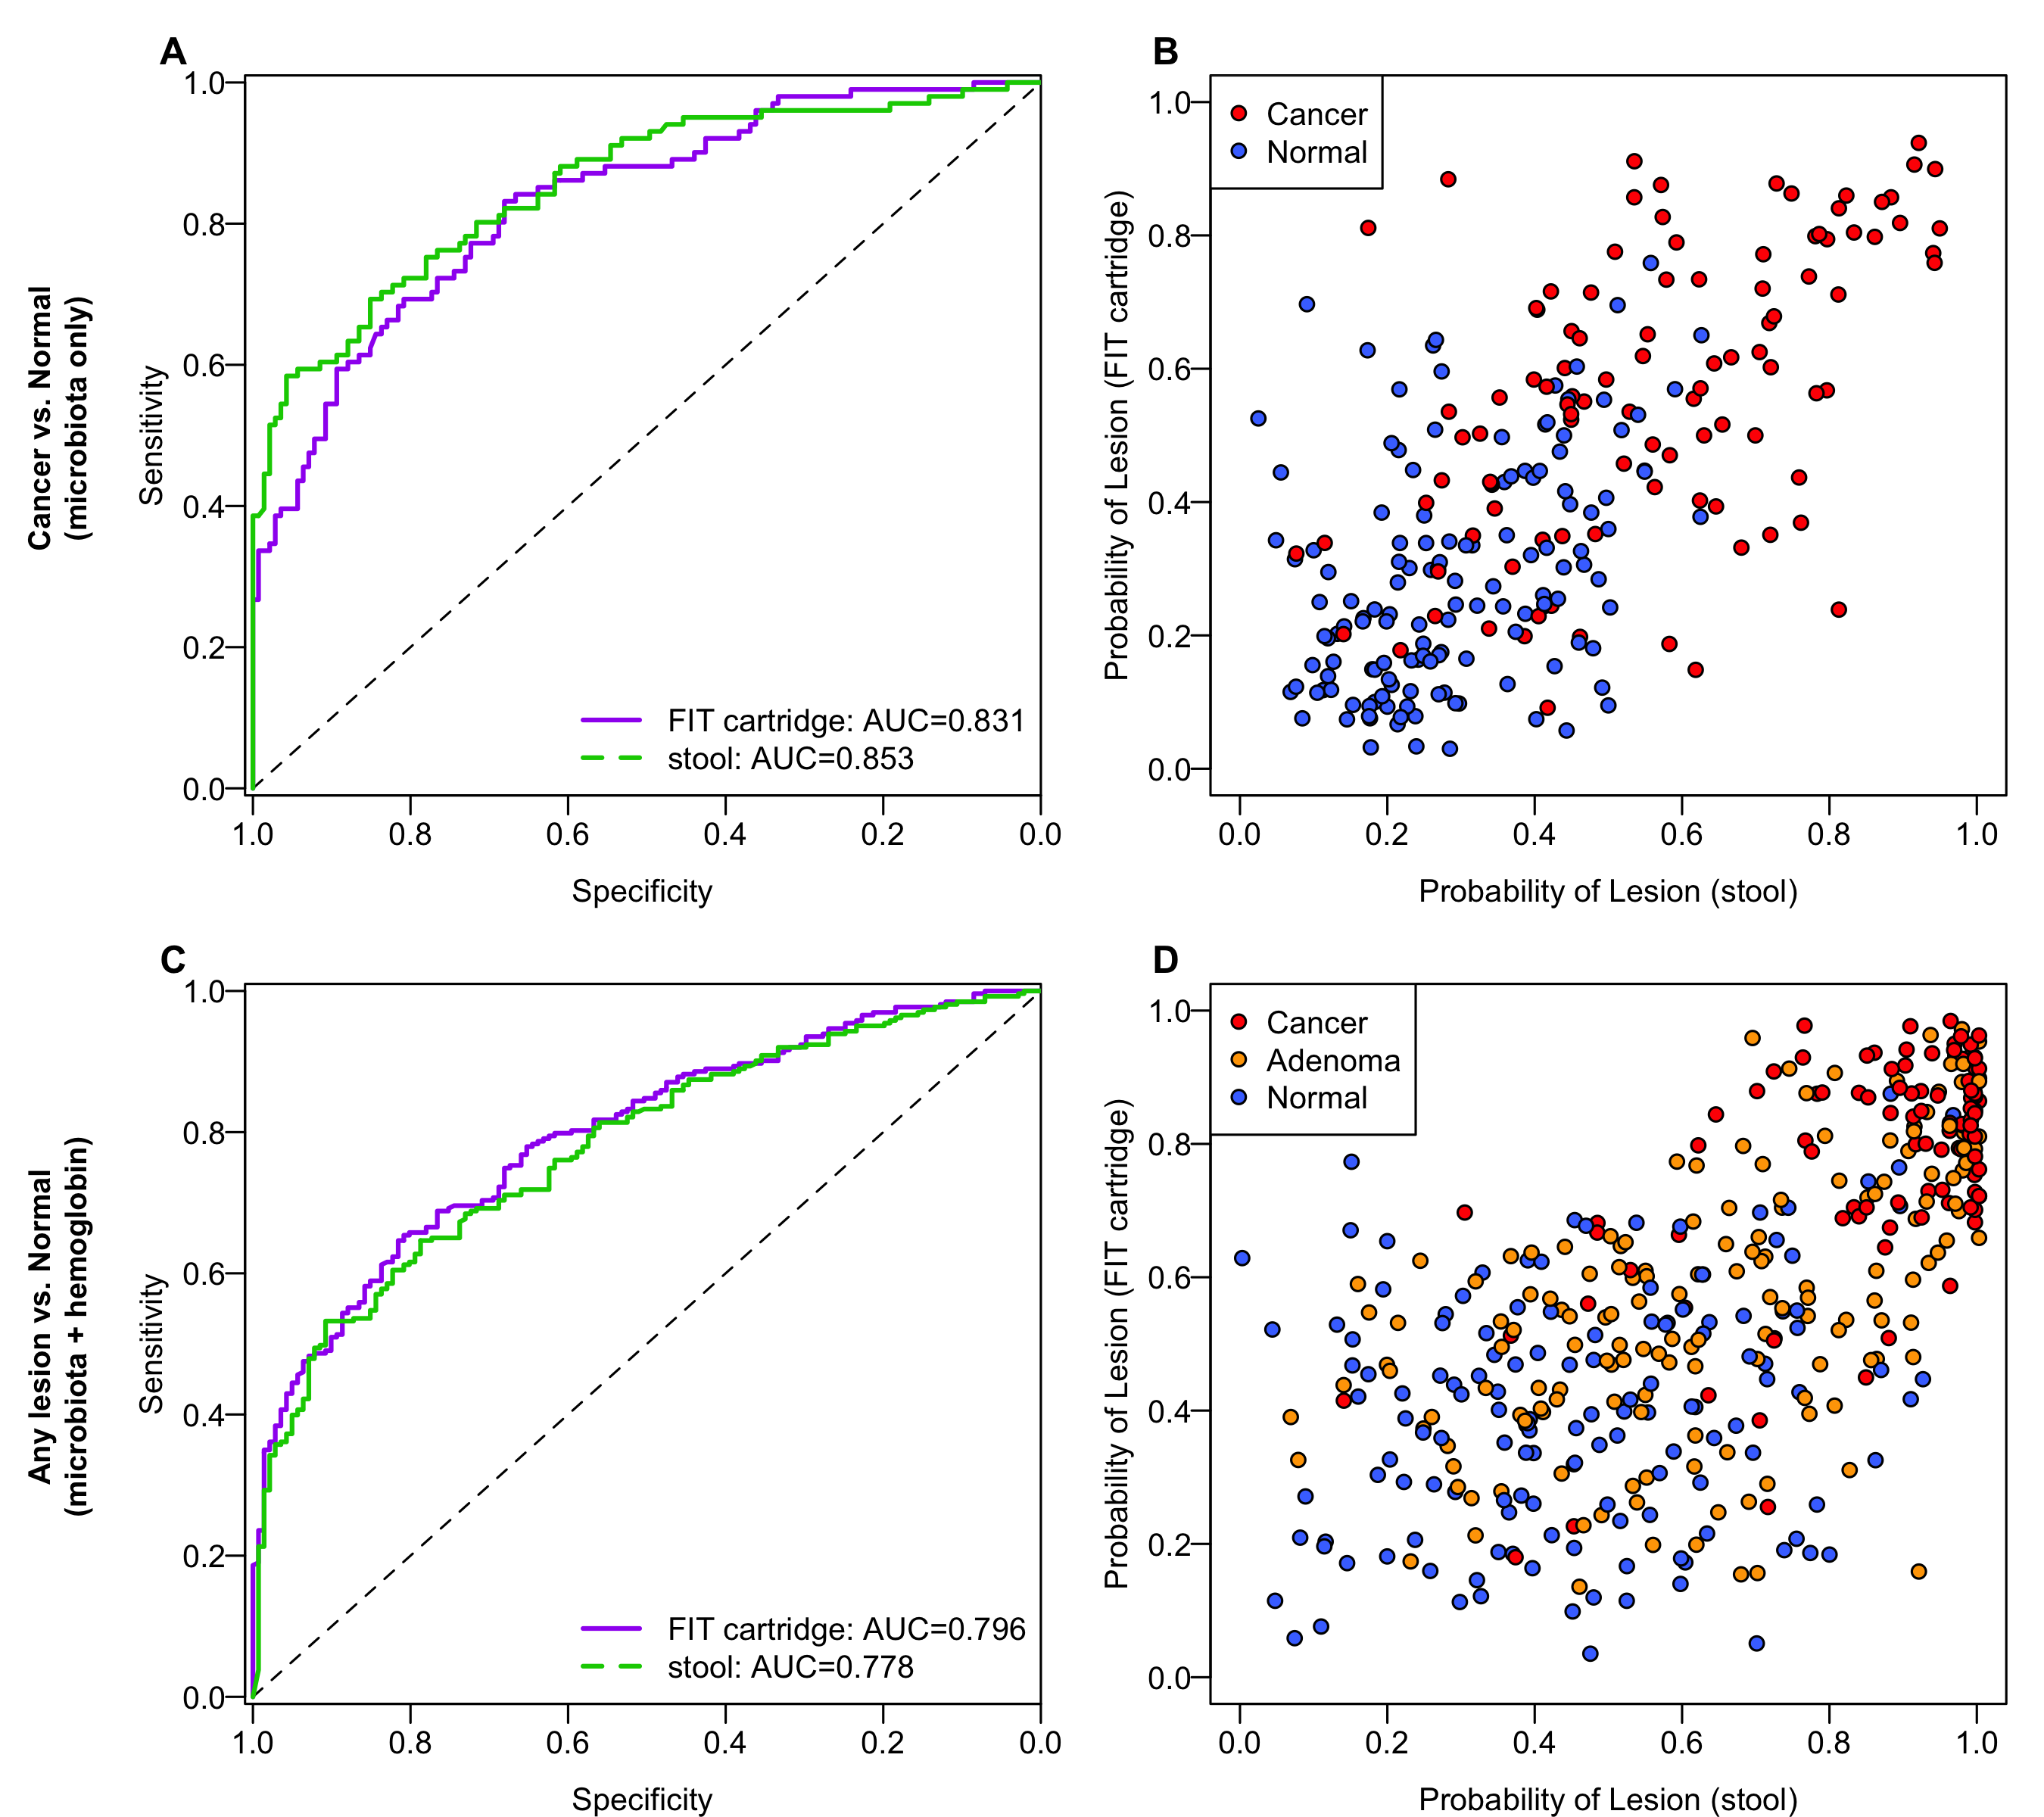 A
Cancer vs. Normal
(microbiota only)
Sensitivity
1.0
0.8
0.6
0.4
0.2
0.0
FIT cartridge: AUC=0.831
stool: AUC=0.853
1.0 0.8 0.6 0.4 0.2 0.0
Specificity
B
Probability of Lesion (FIT cartridge)
1.0
0.8
0.6
0.4
0.2
0.0
Cancer
Normal
0.0 0.2 0.4 0.6 0.8 1.0
Probability of Lesion (stool)
C
Any lesion vs. Normal
(microbiota + hemoglobin)
Sensitivity
1.0
0.8
0.6
0.4
0.2
0.0
FIT cartridge: AUC=0.796
stool: AUC=0.778
1.0 0.8 0.6 0.4 0.2 0.0
Specificity
D
Probability of Lesion (FIT cartridge)
1.0
0.8
0.6
0.4
0.2
0.0
Cancer
Adenoma
Normal
0.0 0.2 0.4 0.6 0.8 1.0
Probability of Lesion (stool)